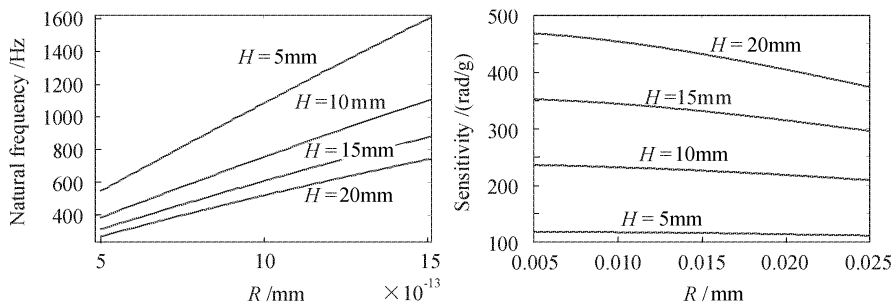 Natural frequency /Hz
1600
1400
1200
1000
800
600
400
H = 5mm
H = 10mm
H = 15mm
H = 20mm
5
10
15
R /mm
× 10⁻¹³
Sensitivity /(rad/g)
500
400
300
200
100
H = 20mm
H = 15mm
H = 10mm
H = 5mm
0.005
0.010
0.015
0.020
0.025
R / mm